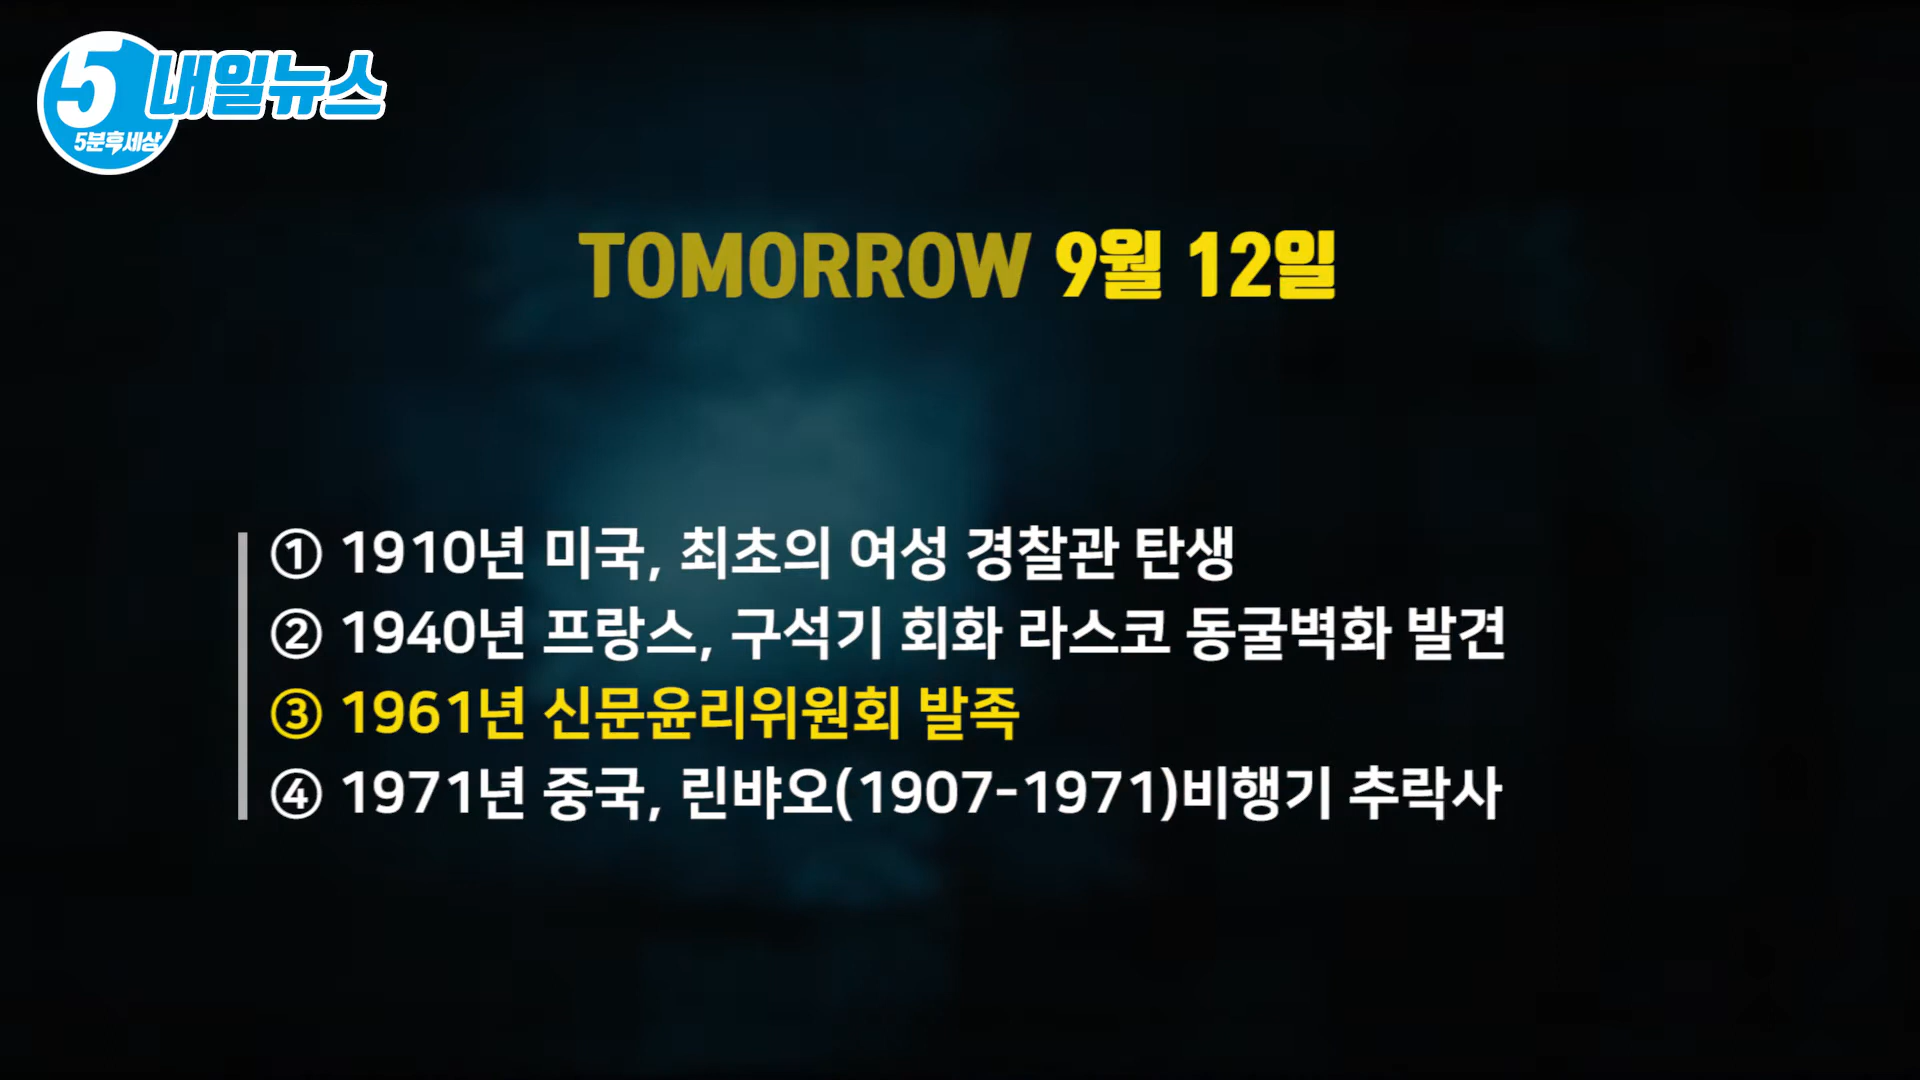 5 내일뉴스
5분후세상
TOMORROW 9월 12일
① 1910년 미국, 최초의 여성 경찰관 탄생
② 1940년 프랑스, 구석기 회화 라스코 동굴벽화 발견
③ 1961년 신문윤리위원회 발족
④ 1971년 중국, 린뱌오(1907-1971)비행기 추락사